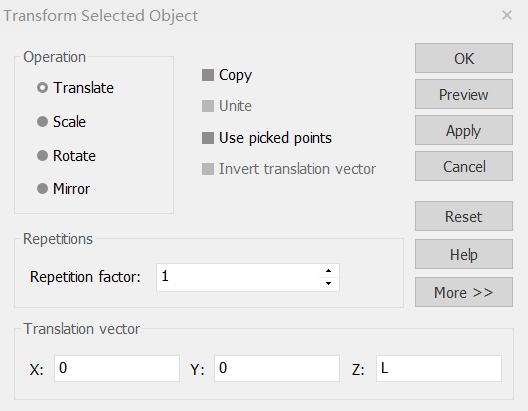 Transform Selected Object
Operation
Translate
Scale
Rotate
Mirror
Copy
Unite
Use picked points
Invert translation vector
OK
Preview
Apply
Cancel
Reset
Help
More >>
Repetitions
Repetition factor: 1
Translation vector
X: 0 Y: 0 Z: L